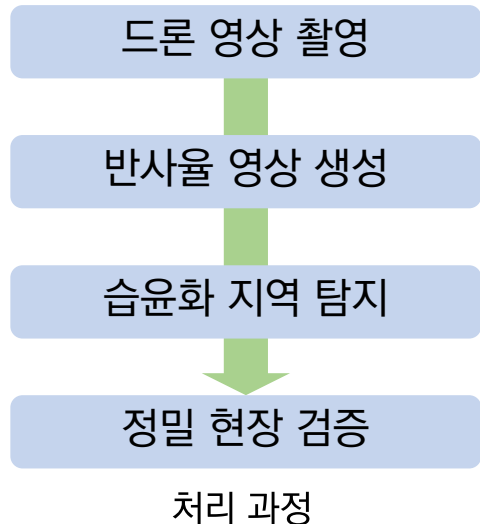 드론 영상 촬영
반사율 영상 생성
습윤화 지역 탐지
정밀 현장 검증
처리 과정